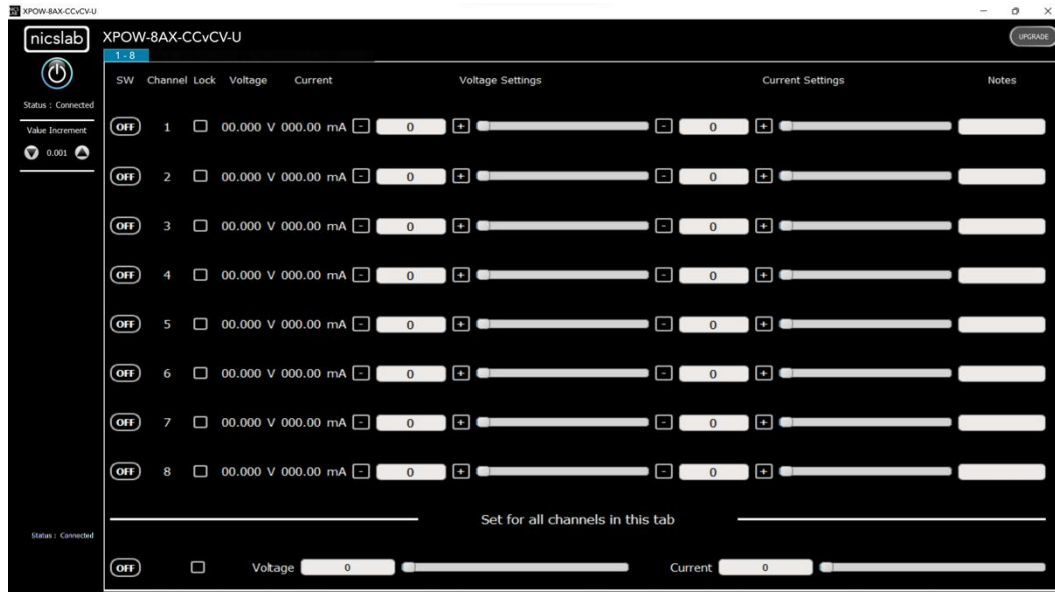 XPOW-8AX-CCvCV-U
nicslab
XPOW-8AX-CCvCV-U
UPGRADE
1 - 8
SW Channel Lock Voltage Current Voltage Settings Current Settings Notes
Status : Connected
Value Increment
0.001
OFF 1 00.000 V 000.00 mA - 0 + - 0 +
OFF 2 00.000 V 000.00 mA - 0 + - 0 +
OFF 3 00.000 V 000.00 mA - 0 + - 0 +
OFF 4 00.000 V 000.00 mA - 0 + - 0 +
OFF 5 00.000 V 000.00 mA - 0 + - 0 +
OFF 6 00.000 V 000.00 mA - 0 + - 0 +
OFF 7 00.000 V 000.00 mA - 0 + - 0 +
OFF 8 00.000 V 000.00 mA - 0 + - 0 +
Set for all channels in this tab
Status : Connected
OFF Voltage 0 Current 0